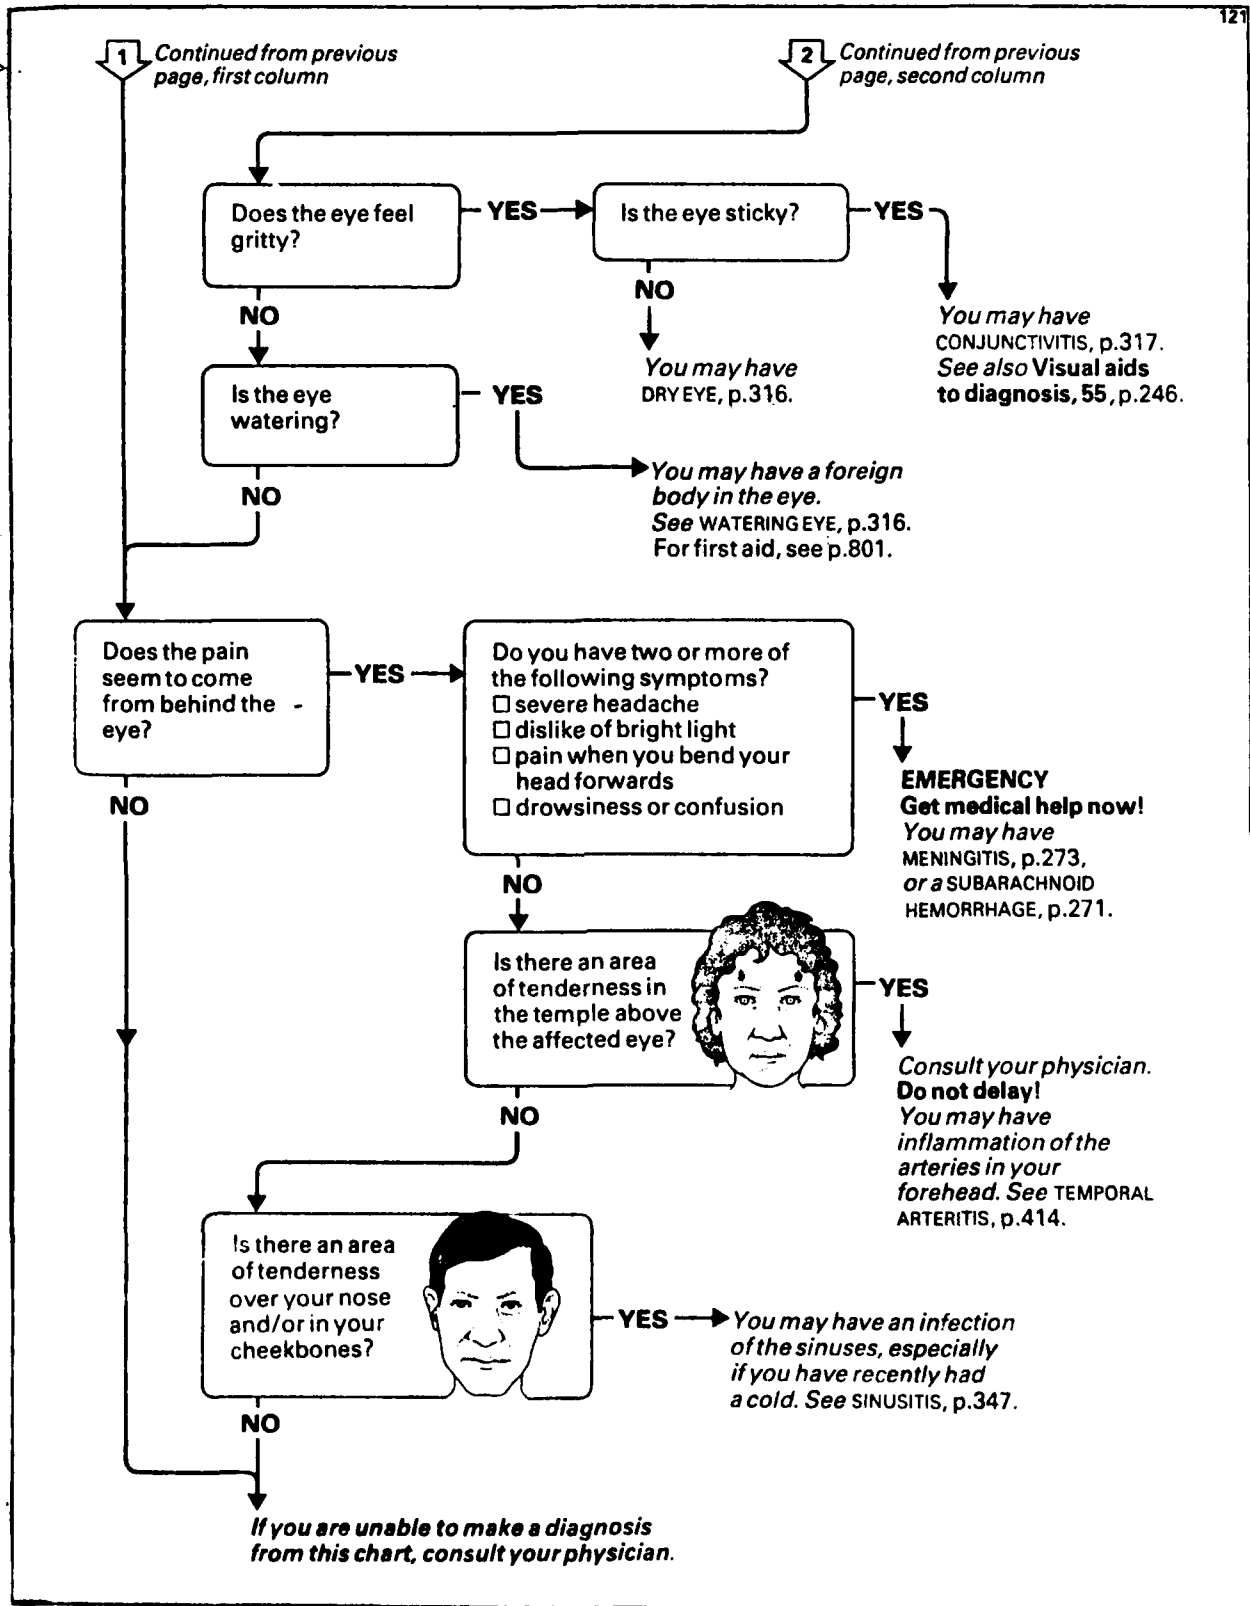 121
1 Continued from previous
page, first column
2 Continued from previous
page, second column
Does the eye feel
gritty?
YES
Is the eye sticky?
YES
NO
NO
You may have
CONJUNCTIVITIS, p.317.
See also Visual aids
to diagnosis, 55, p.246.
You may have
DRY EYE, p.316.
Is the eye
watering?
YES
You may have a foreign
body in the eye.
See WATERING EYE, p.316.
For first aid, see p.801.
NO
Does the pain
seem to come
from behind the
eye?
YES
Do you have two or more of
the following symptoms?
□ severe headache
□ dislike of bright light
□ pain when you bend your
head forwards
□ drowsiness or confusion
YES
EMERGENCY
Get medical help now!
You may have
MENINGITIS, p.273,
or a SUBARACHNOID
HEMORRHAGE, p.271.
NO
NO
Is there an area
of tenderness in
the temple above
the affected eye?
YES
Consult your physician.
Do not delay!
You may have
inflammation of the
arteries in your
forehead. See TEMPORAL
ARTERITIS, p.414.
NO
Is there an area
of tenderness
over your nose
and/or in your
cheekbones?
YES
You may have an infection
of the sinuses, especially
if you have recently had
a cold. See SINUSITIS, p.347.
NO
If you are unable to make a diagnosis
from this chart, consult your physician.